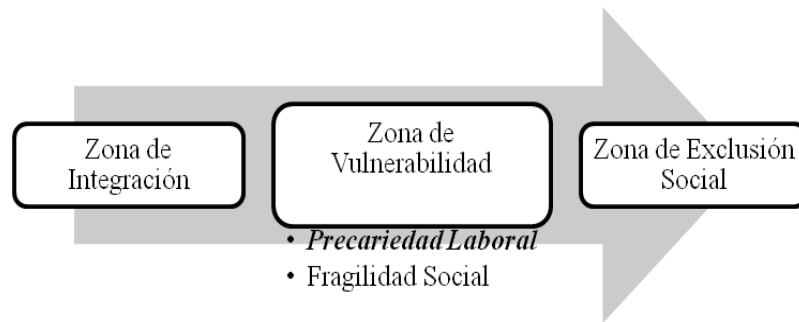 Zona de
Integración
Zona de
Vulnerabilidad
• Precariedad Laboral
• Fragilidad Social
Zona de Exclusión
Social